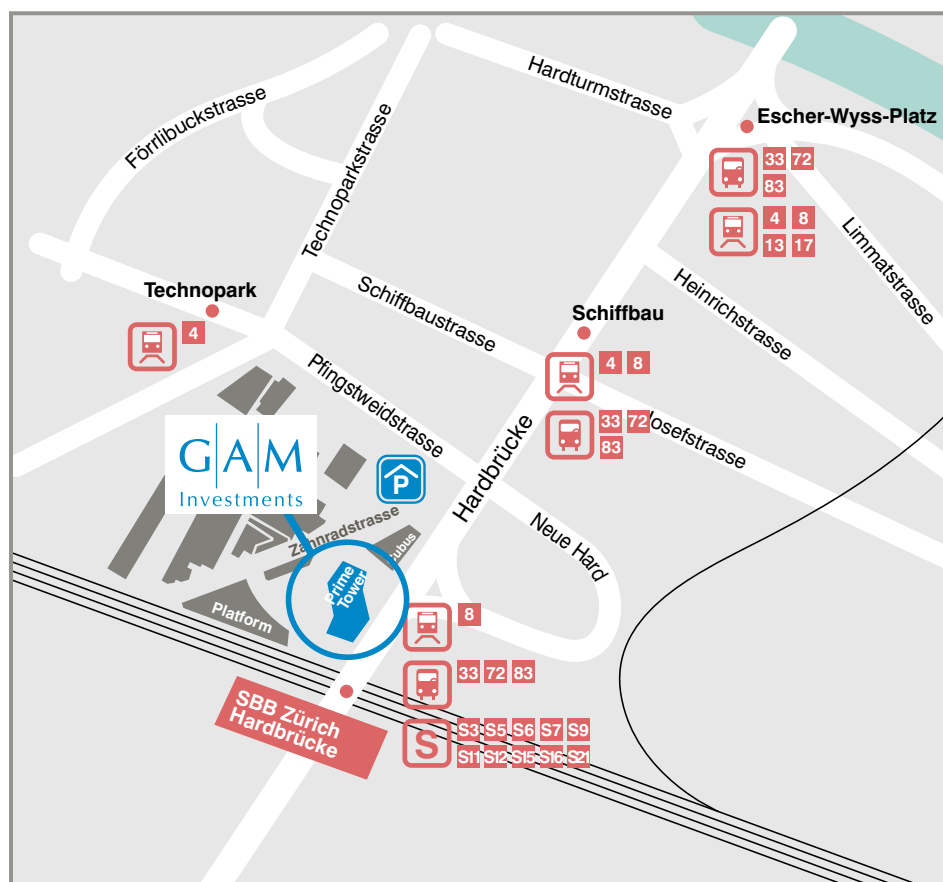 Hardturmstrasse
Förrlibuckstrasse
Escher-Wyss-Platz
33 72
83
4 8
13 17
Technoparkstrasse
Limmatstrasse
Heinrichstrasse
Technopark
4
Schiffbaustrasse
Schiffbau
4 8
33 72
83
Josefstrasse
Pfingstweidstrasse
GAM
Investments
P
Hardbrücke
Zahnradstrasse
Cubus
Neue Hard
Prime
Tower
Platform
8
33 72 83
SBB Zürich
Hardbrücke
S
S3 S5 S6 S7 S9
S11 S12 S15 S16 S21